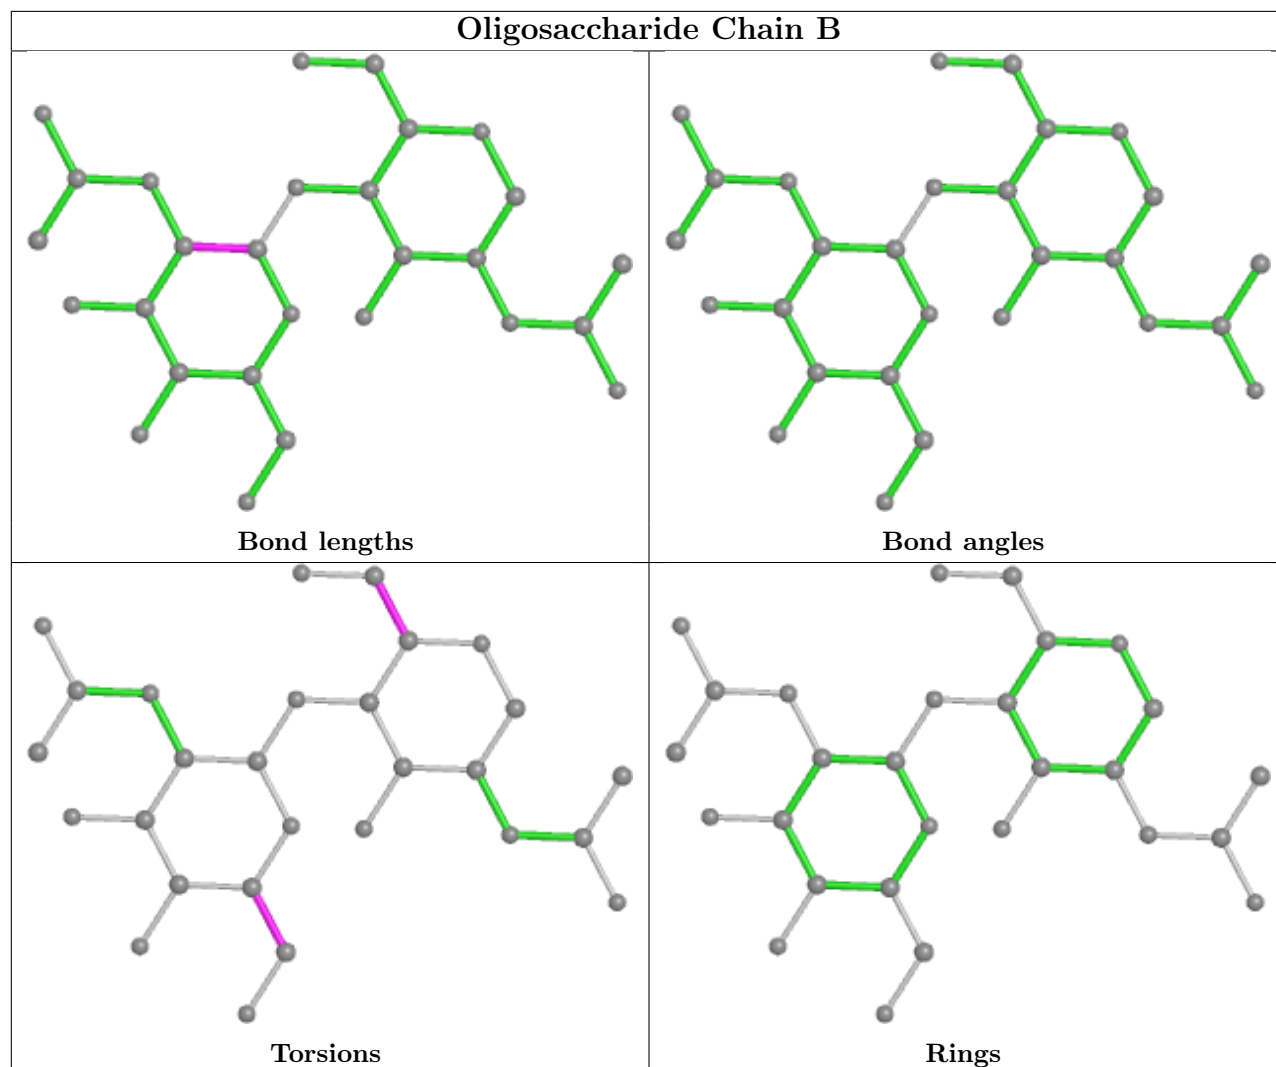 Oligosaccharide Chain B
Bond lengths
Bond angles
Torsions
Rings